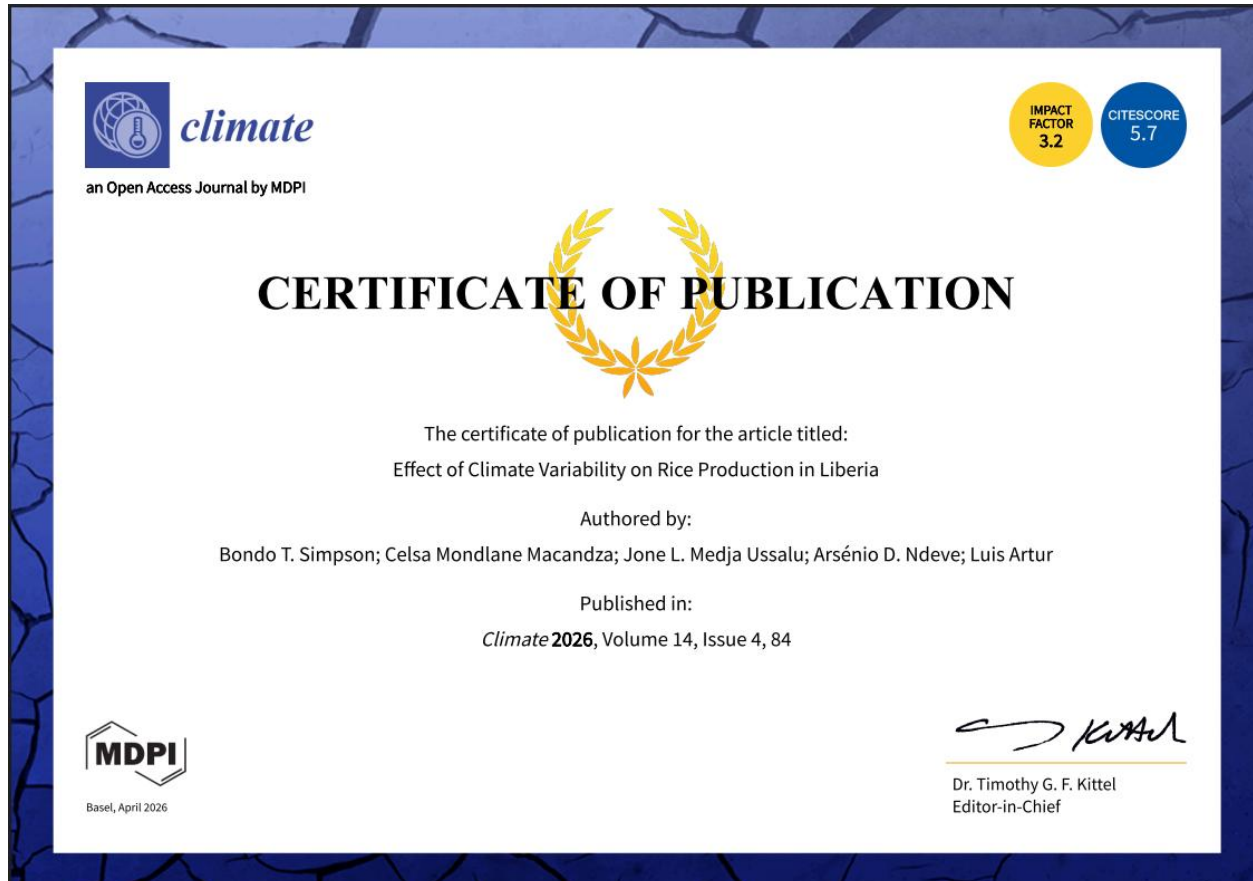 climate
an Open Access Journal by MDPI
IMPACT
FACTOR
3.2
CITESCORE
5.7
CERTIFICATE OF PUBLICATION
The certificate of publication for the article titled:
Effect of Climate Variability on Rice Production in Liberia
Authored by:
Bondo T. Simpson; Celsa Mondlane Macandza; Jone L. Medja Ussalu; Arsénio D. Ndeve; Luis Artur
Published in:
Climate 2026, Volume 14, Issue 4, 84
MDPI
Basel, April 2026
Kittel
Dr. Timothy G. F. Kittel
Editor-in-Chief